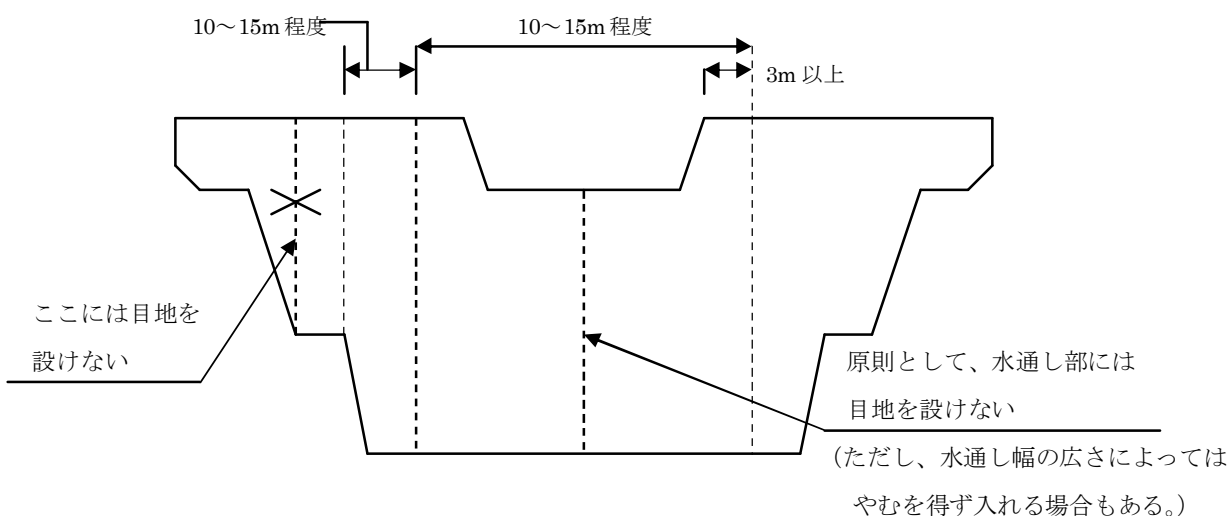 10～15m 程度
10～15m 程度
3m 以上
ここには目地を
設けない
原則として、水通し部には
目地を設けない
（ただし、水通し幅の広さによっては
やむを得ず入れる場合もある。）